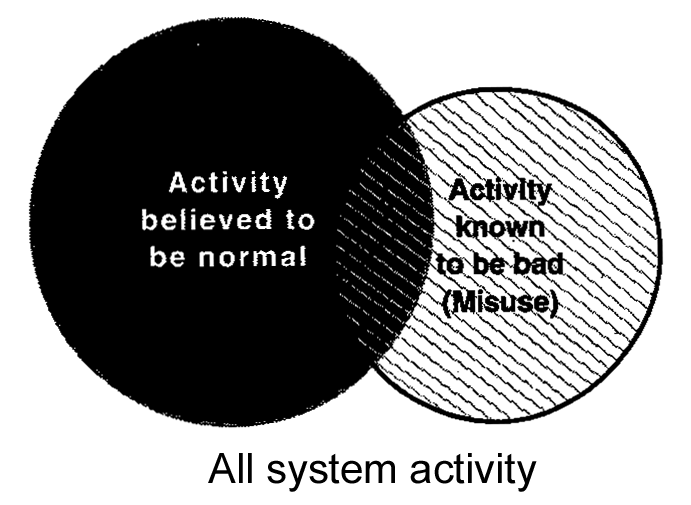 Activity
believed to
be normal
Activity
known
to be bad
(Misuse)
All system activity